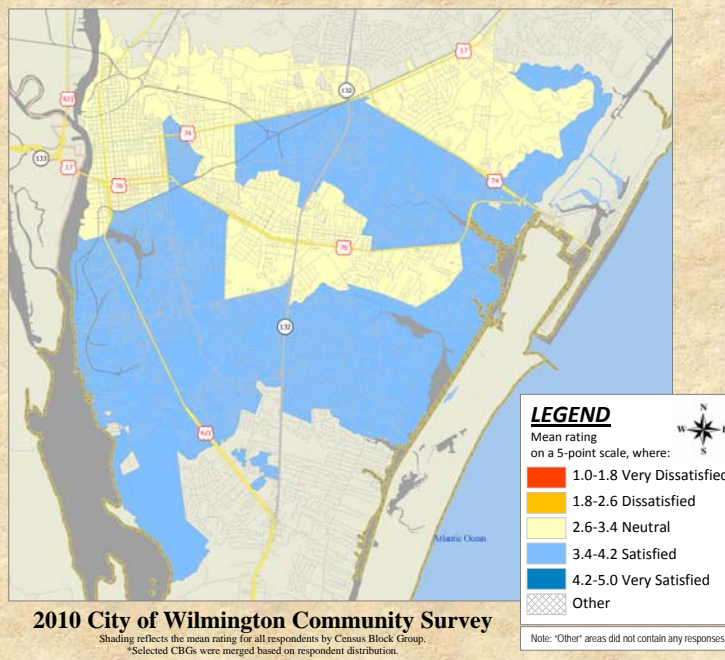 17
132
421
74
133
17
76
74
76
132
421
Atlantic Ocean
LEGEND
N
W
E
S
Mean rating
on a 5-point scale, where:
1.0-1.8 Very Dissatisfied
1.8-2.6 Dissatisfied
2.6-3.4 Neutral
3.4-4.2 Satisfied
4.2-5.0 Very Satisfied
Other
Note: "Other" areas did not contain any responses
2010 City of Wilmington Community Survey
Shading reflects the mean rating for all respondents by Census Block Group.
*Selected CBGs were merged based on respondent distribution.